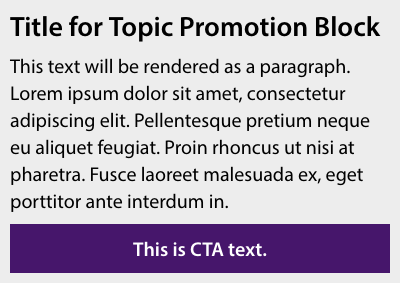 Title for Topic Promotion Block
This text will be rendered as a paragraph.
Lorem ipsum dolor sit amet, consectetur
adipiscing elit. Pellentesque pretium neque
eu aliquet feugiat. Proin rhoncus ut nisi at
pharetra. Fusce laoreet malesuada ex, eget
porttitor ante interdum in.
This is CTA text.